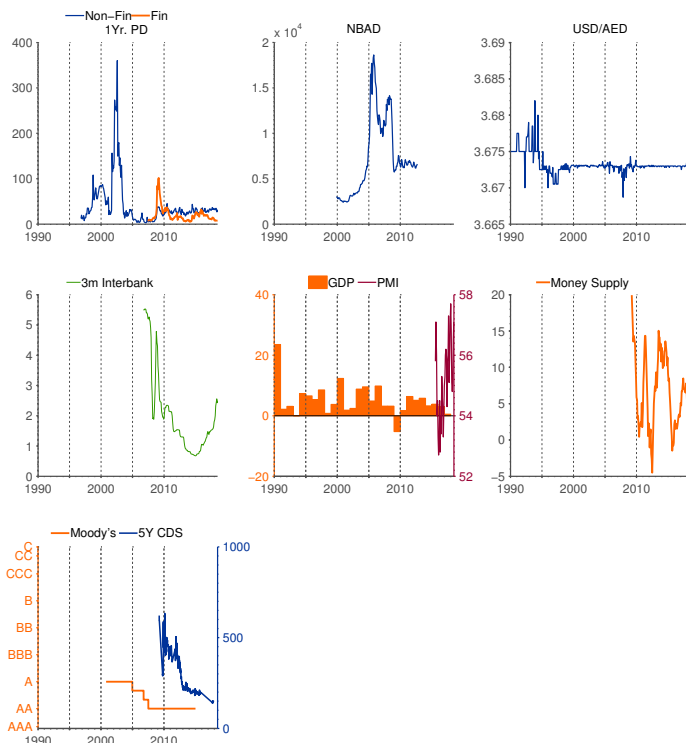 Non−Fin Fin
1Yr. PD
400
300
200
100
0
1990 2000 2010
NBAD
2 x 10⁴
1.5
1
0.5
0
1990 2000 2010
USD/AED
3.69
3.685
3.68
3.675
3.67
3.665
1990 2000 2010
3m Interbank
6
5
4
3
2
1
0
1990 2000 2010
GDP PMI
40 58
20 56
0 54
−20 52
1990 2000 2010
Money Supply
20
15
10
5
0
−5
1990 2000 2010
Moody's 5Y CDS
C 1000
CC
CCC
B
BB 500
BBB
A
AA
AAA 0
1990 2000 2010